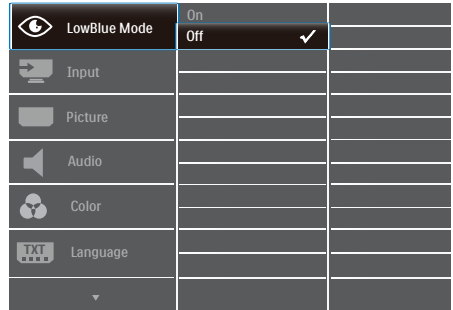 LowBlue Mode
On
Off
Input
Picture
Audio
Color
TXT
Language